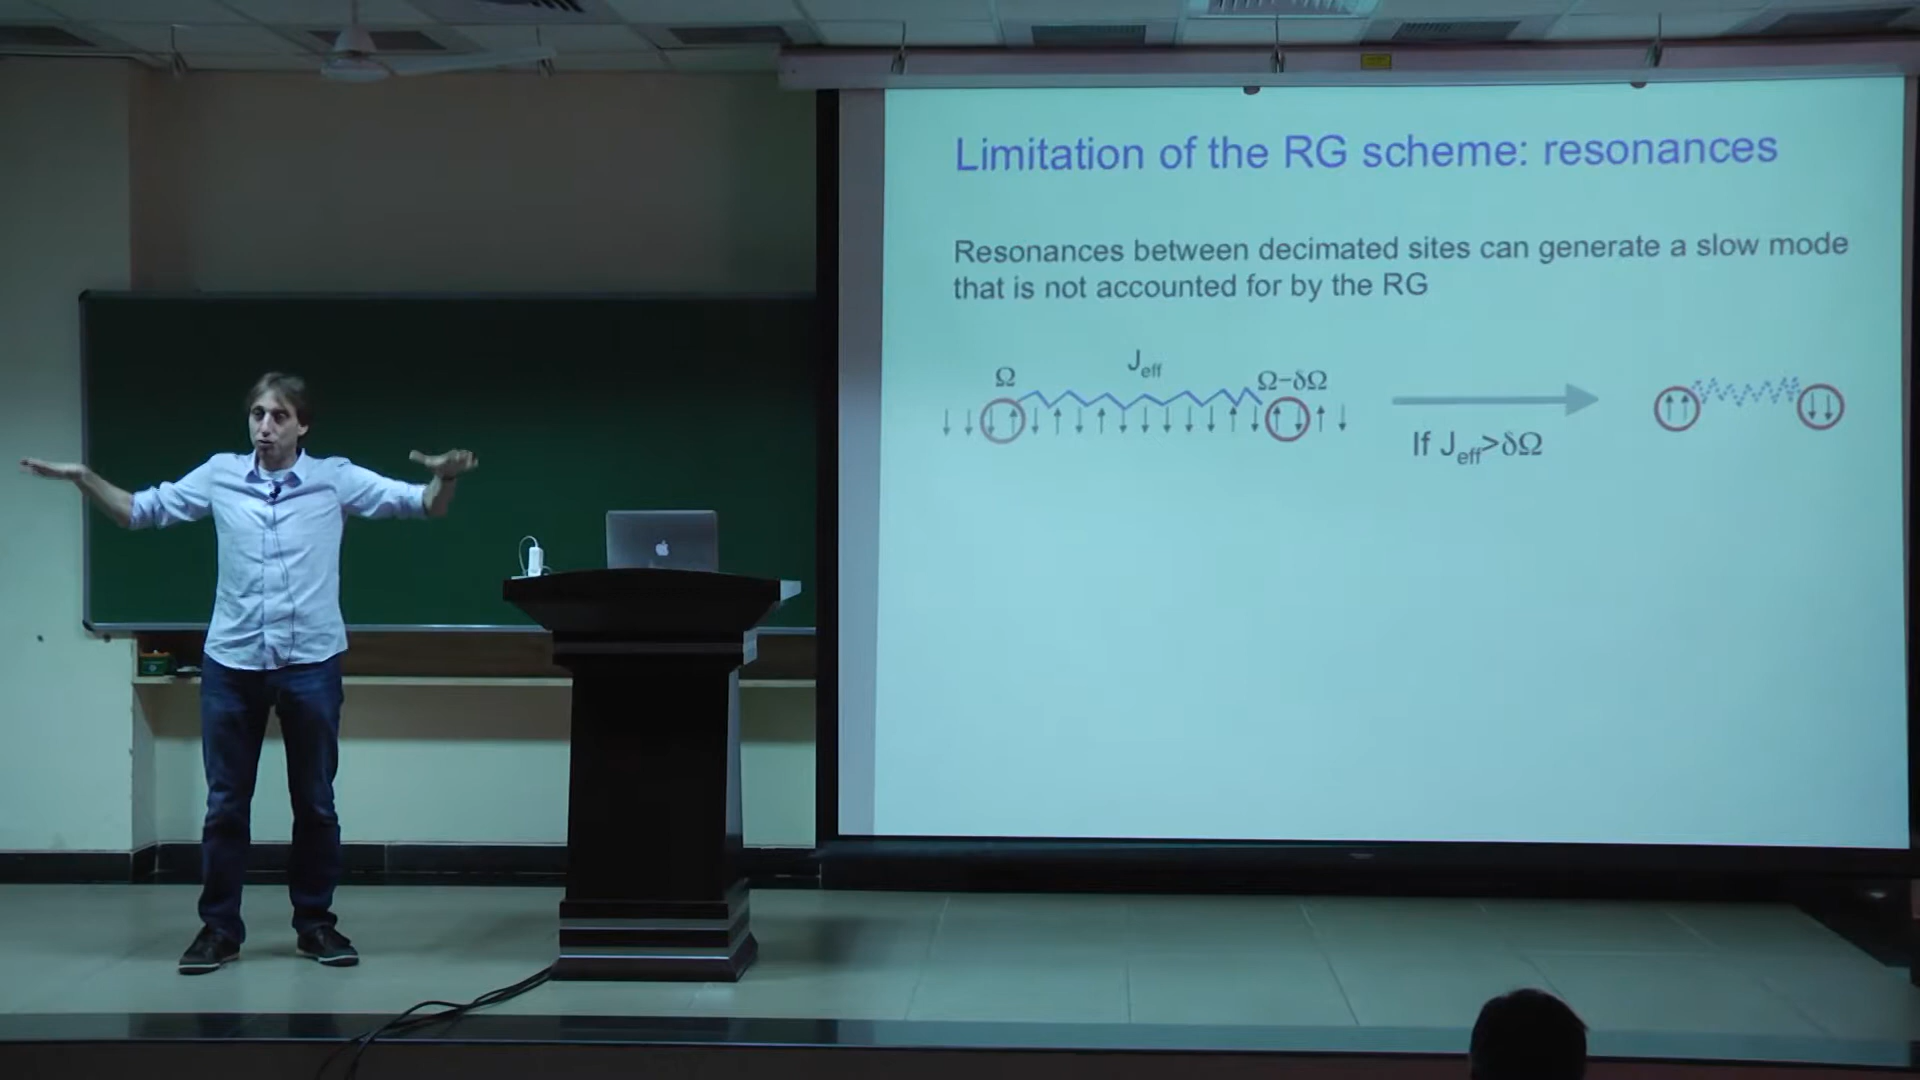 Limitation of the RG scheme: resonances
Resonances between decimated sites can generate a slow mode
that is not accounted for by the RG
Ω J_eff Ω−δΩ
If J_eff>δΩ